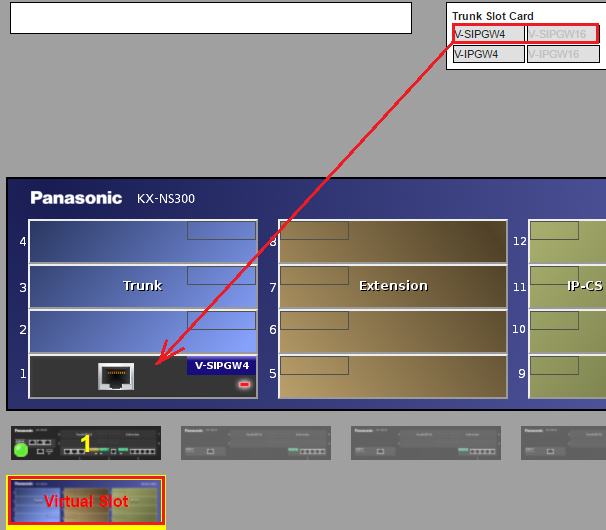 Trunk Slot Card
V-SIPGW4 V-SIPGW16
V-IPGW4 V-IPGW16
Panasonic KX-NS300
4 8 12
3 Trunk 7 Extension 11 IP-CS
2 6 10
1 V-SIPGW4 5 9
1
Virtual Slot